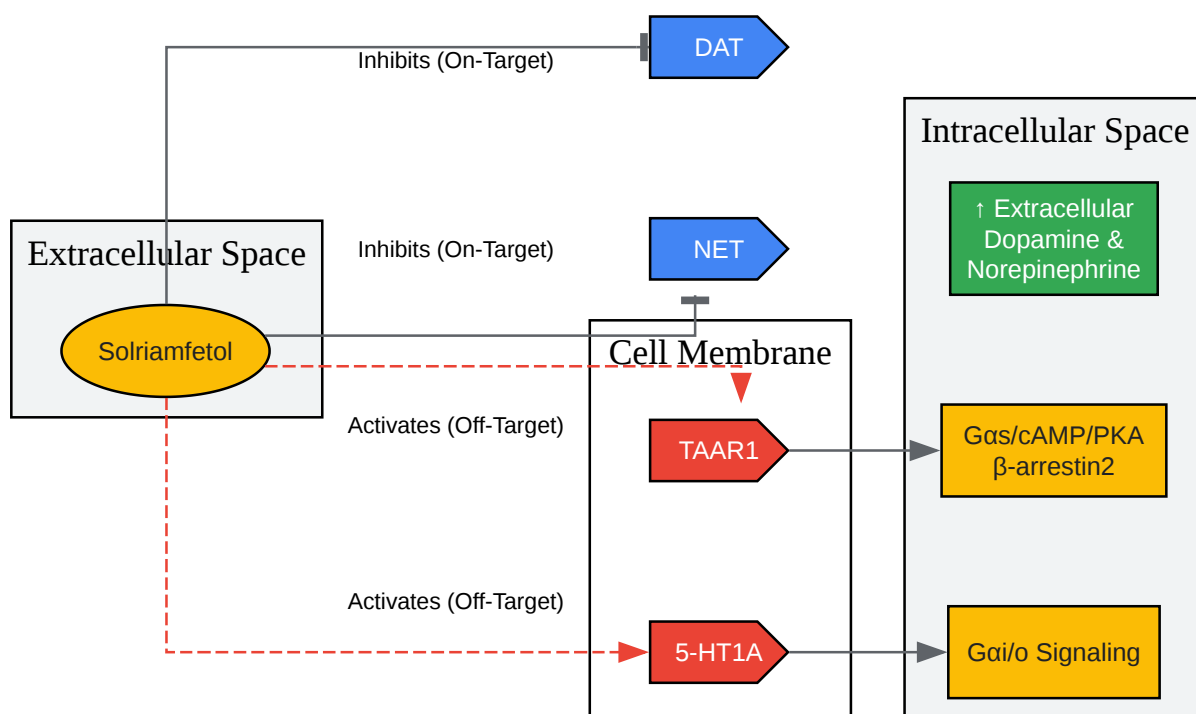 DAT
Inhibits (On-Target)
Intracellular Space
↑ Extracellular
Dopamine &
Norepinephrine
Extracellular Space
Inhibits (On-Target)
NET
Solriamfetol
Cell Membrane
Activates (Off-Target)
TAAR1
Gαs/cAMP/PKA
β-arrestin2
Activates (Off-Target)
5-HT1A
Gαi/o Signaling